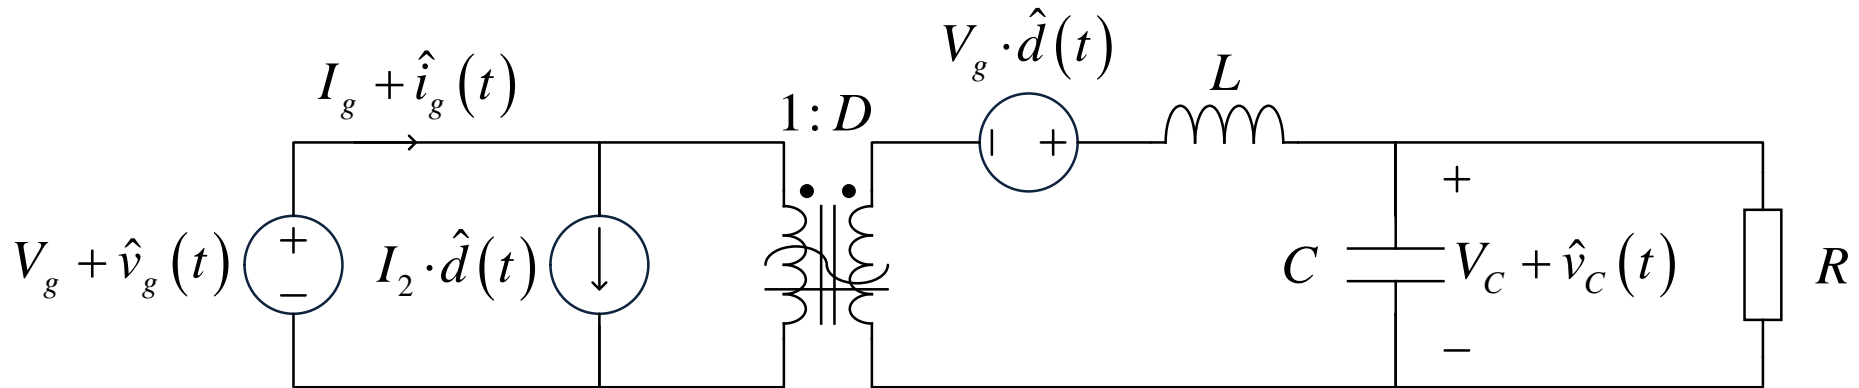 V_g · d̂(t)
I_g + î_g(t)
L
1:D
+
V_g + v̂_g(t)
+
−
I_2 · d̂(t)
−
+
C
V_C + v̂_C(t)
R
−